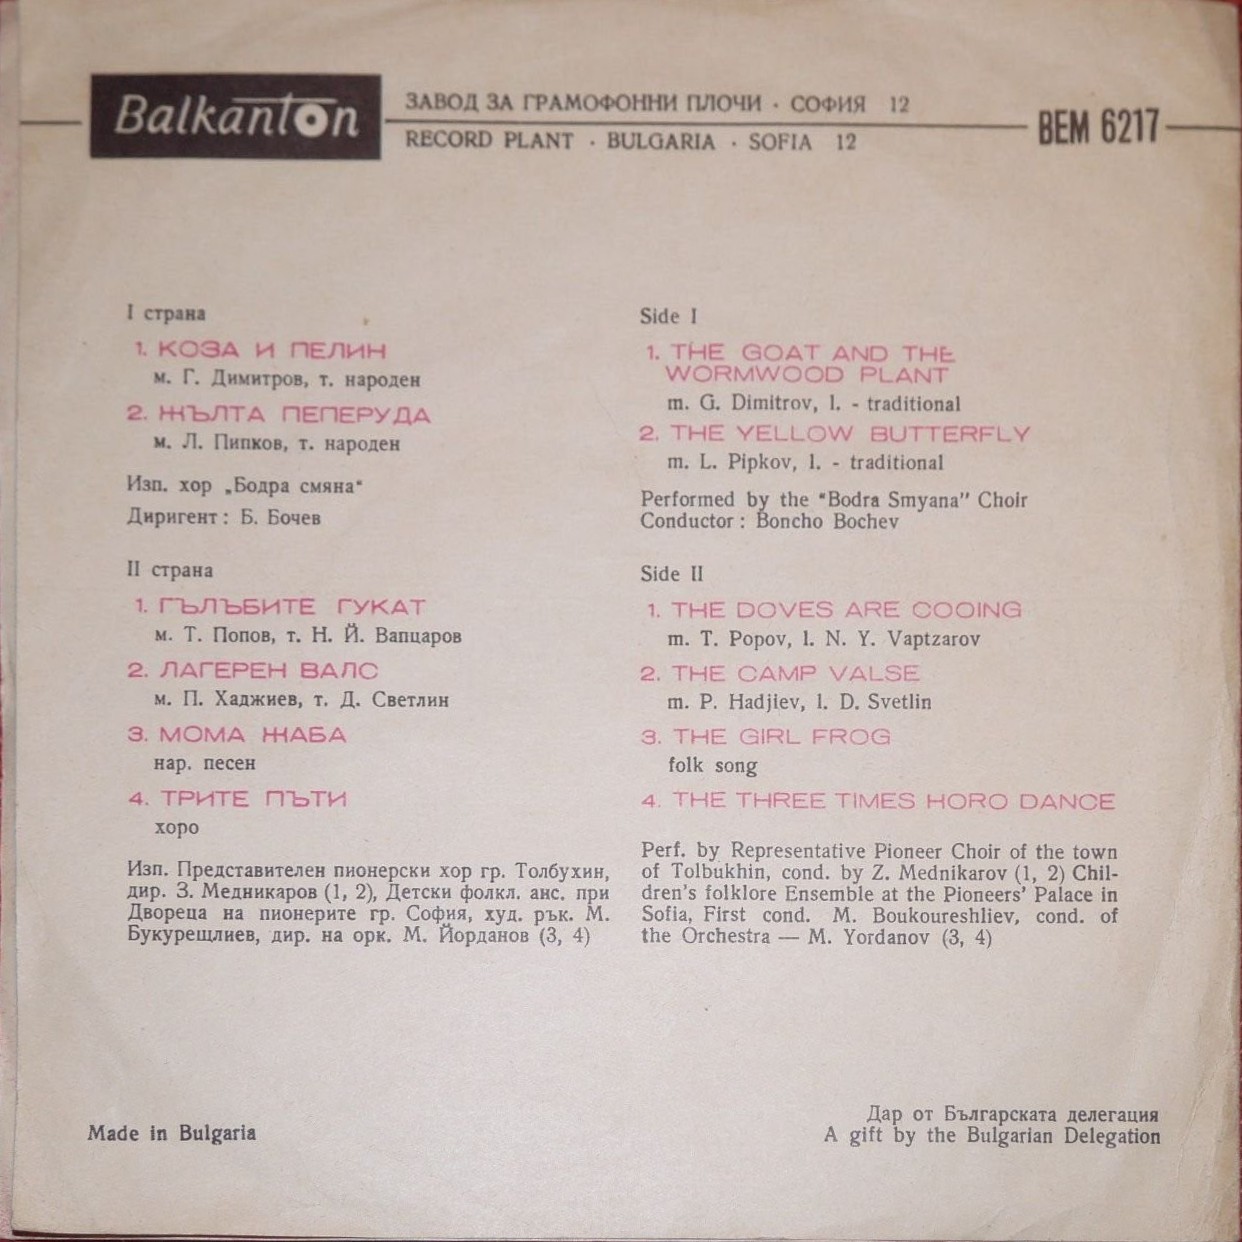 Balkanton
ЗАВОД ЗА ГРАМОФОННИ ПЛОЧИ · СОФИЯ 12
RECORD PLANT · BULGARIA · SOFIA 12
ВЕМ 6217
I страна
1. КОЗА И ПЕЛИН
м. Г. Димитров, т. народен
2. ЖЪЛТА ПЕПЕРУДА
м. Л. Пипков, т. народен
Изп. хор „Бодра смяна“
Диригент: Б. Бочев
II страна
1. ГЪЛЪБИТЕ ГУКАТ
м. Т. Попов, т. Н. Й. Вапцаров
2. ЛАГЕРЕН ВАЛС
м. П. Хаджиев, т. Д. Светлин
3. МОМА ЖАБА
нар. песен
4. ТРИТЕ ПЪТИ
хоро
Изп. Представителен пионерски хор гр. Толбухин,
дир. З. Медникаров (1, 2), Детски фолкл. анс. при
Двореца на пионерите гр. София, худ. рък. М.
Букурещлиев, дир. на орк. М. Йорданов (3, 4)
Side I
1. THE GOAT AND THE
WORMWOOD PLANT
m. G. Dimitrov, l. - traditional
2. THE YELLOW BUTTERFLY
m. L. Pipkov, l. - traditional
Performed by the “Bodra Smyana” Choir
Conductor: Boncho Bochev
Side II
1. THE DOVES ARE COOING
m. T. Popov, l. N. Y. Vaptzarov
2. THE CAMP VALSE
m. P. Hadjiev, l. D. Svetlin
3. THE GIRL FROG
folk song
4. THE THREE TIMES HORO DANCE
Perf. by Representative Pioneer Choir of the town
of Tolbukhin, cond. by Z. Mednikarov (1, 2) Chil-
dren's folklore Ensemble at the Pioneers' Palace in
Sofia, First cond. M. Boukoureshliev, cond. of
the Orchestra — M. Yordanov (3, 4)
Made in Bulgaria
Дар от Българската делегация
A gift by the Bulgarian Delegation